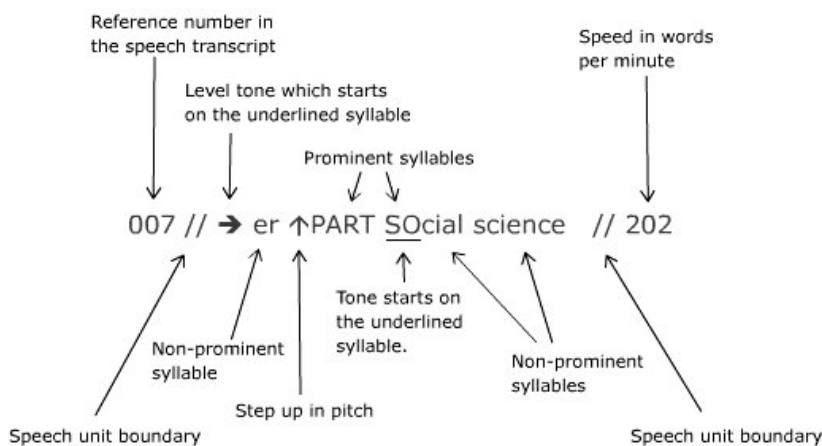 Reference number in
the speech transcript
Speed in words
per minute
Level tone which starts
on the underlined syllable
Prominent syllables
007 // ➔ er ↑PART SOcial science // 202
Tone starts on
the underlined
syllable.
Non-prominent
syllable
Non-prominent
syllables
Step up in pitch
Speech unit boundary
Speech unit boundary